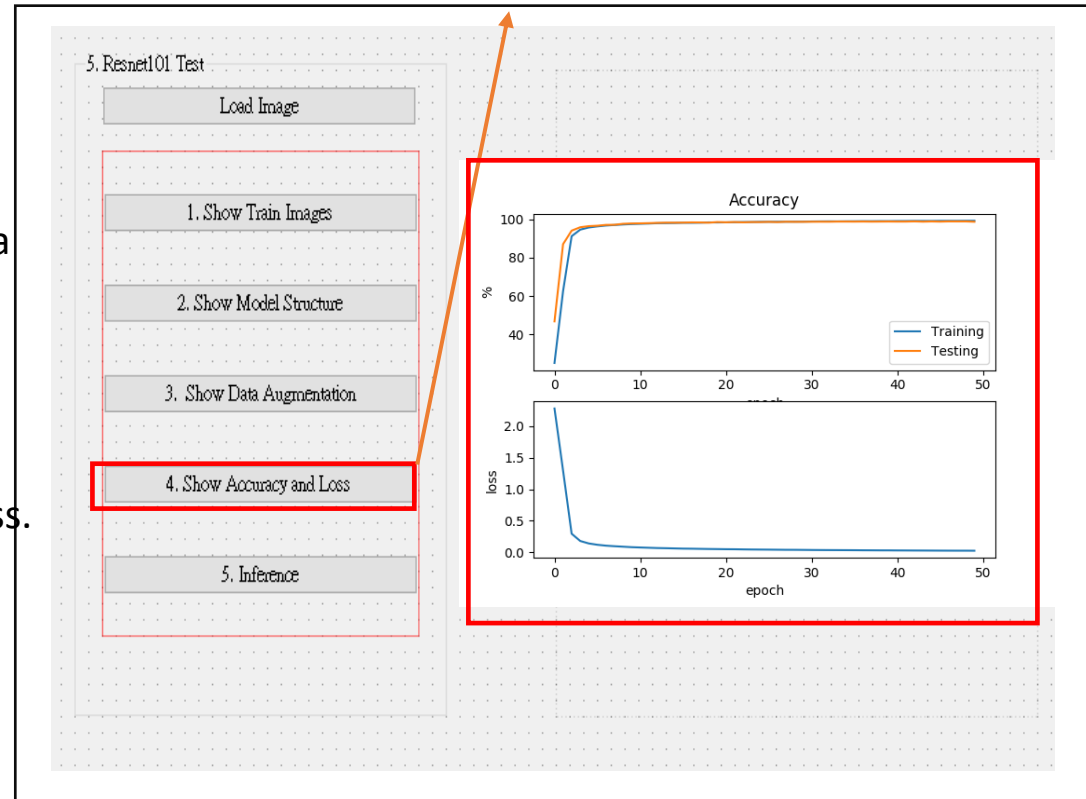 5. Resnet101 Test
Load Image
1. Show Train Images
a
2. Show Model Structure
3. Show Data Augmentation
4. Show Accuracy and Loss
ss.
5. Inference
Accuracy
100
80
60
40
%
Training
Testing
0 10 20 30 40 50
epoch
2.0
1.5
1.0
0.5
0.0
loss
0 10 20 30 40 50
epoch